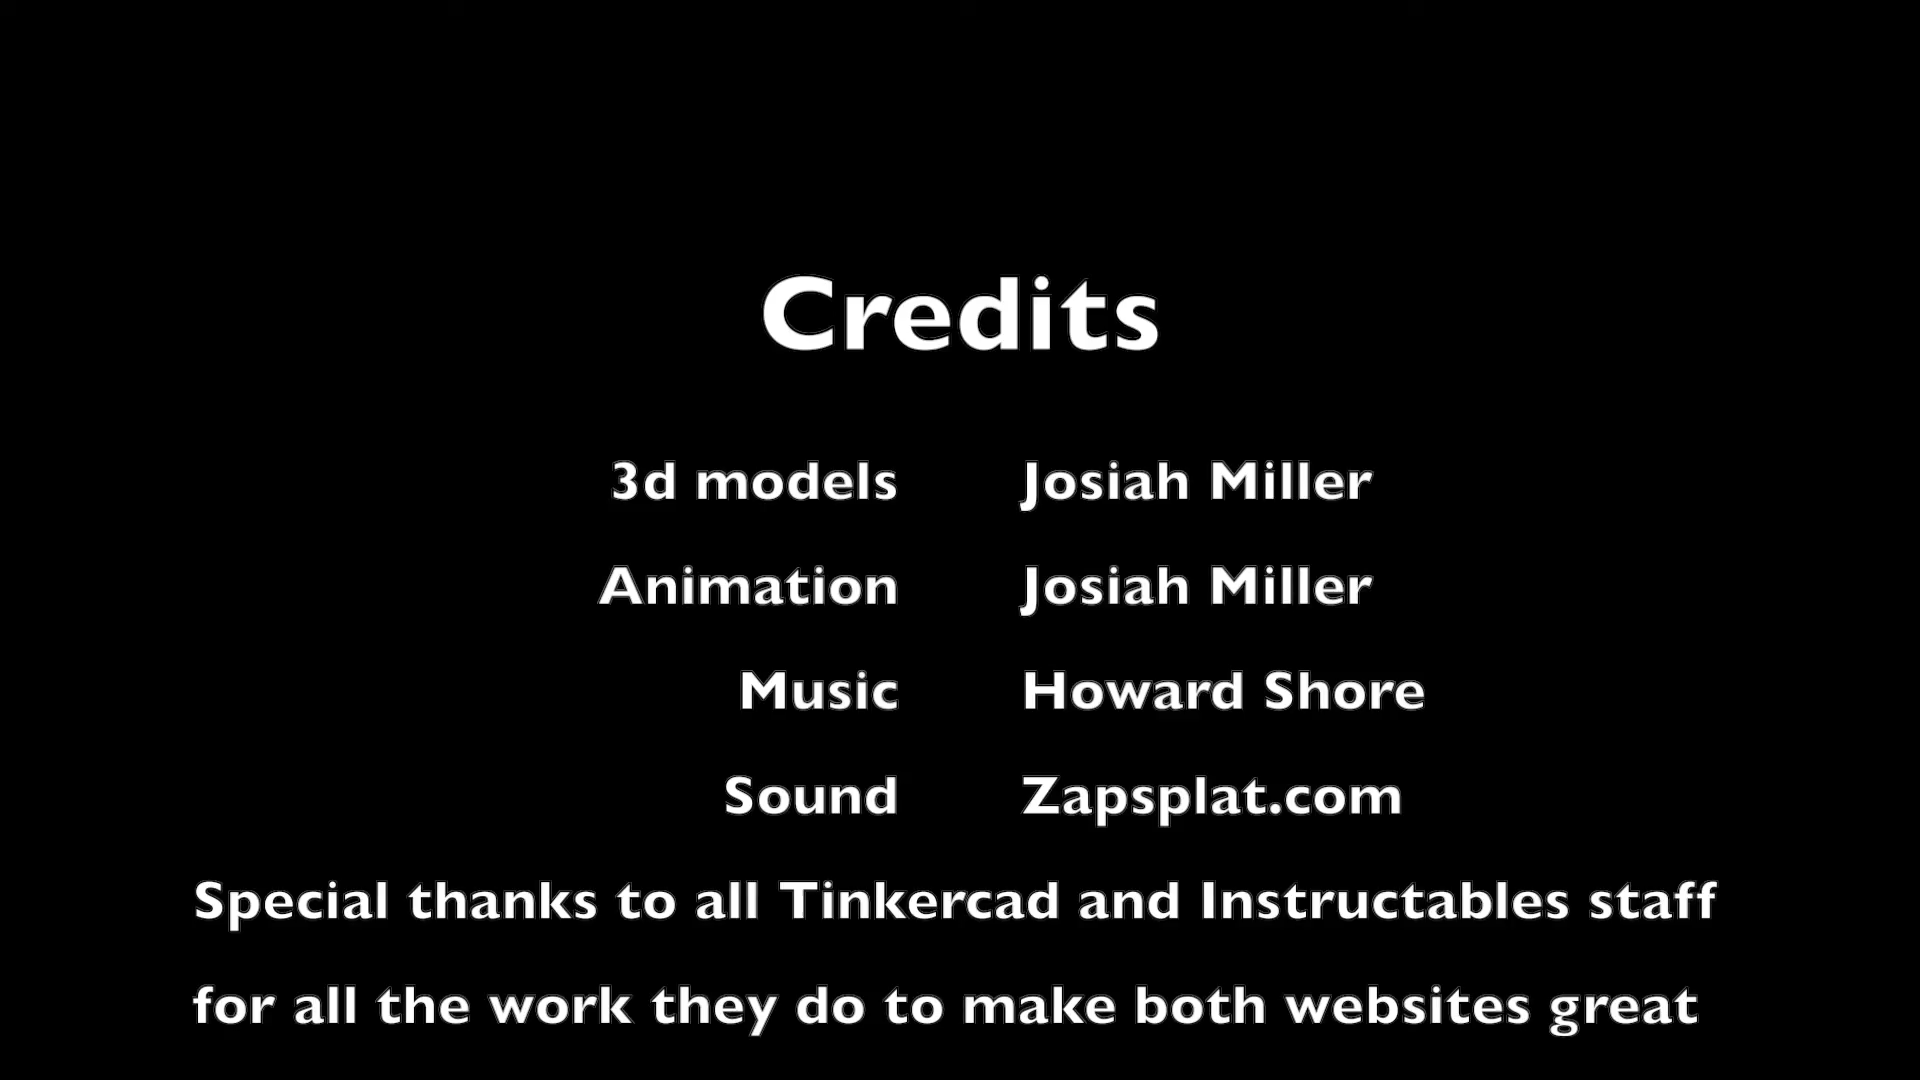 Credits
3d models Josiah Miller
Animation Josiah Miller
Music Howard Shore
Sound Zapsplat.com
Special thanks to all Tinkercad and Instructables staff
for all the work they do to make both websites great